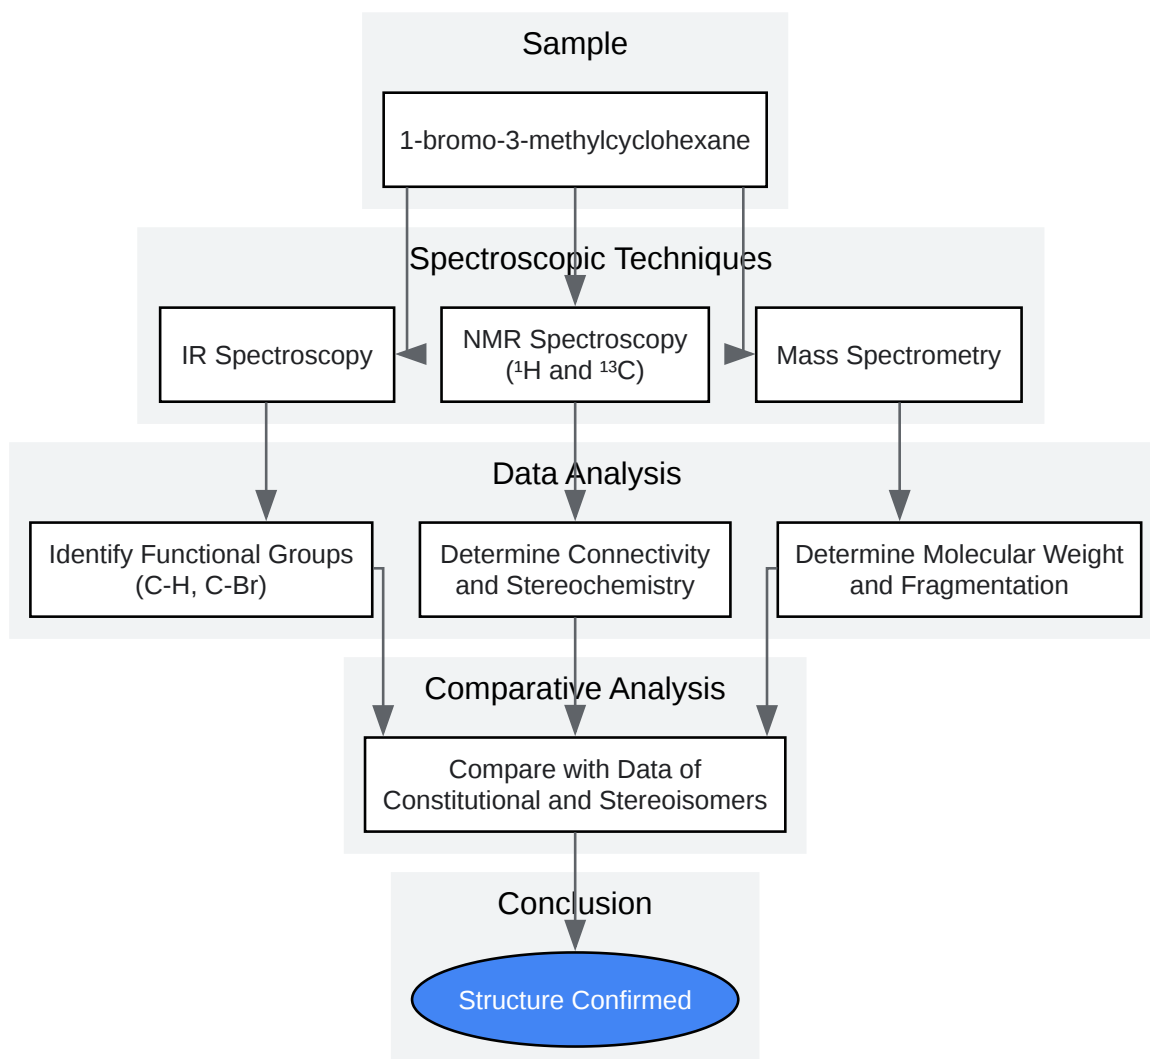 Sample
1-bromo-3-methylcyclohexane
Spectroscopic Techniques
IR Spectroscopy
NMR Spectroscopy
(¹H and ¹³C)
Mass Spectrometry
Data Analysis
Identify Functional Groups
(C-H, C-Br)
Determine Connectivity
and Stereochemistry
Determine Molecular Weight
and Fragmentation
Comparative Analysis
Compare with Data of
Constitutional and Stereoisomers
Conclusion
Structure Confirmed